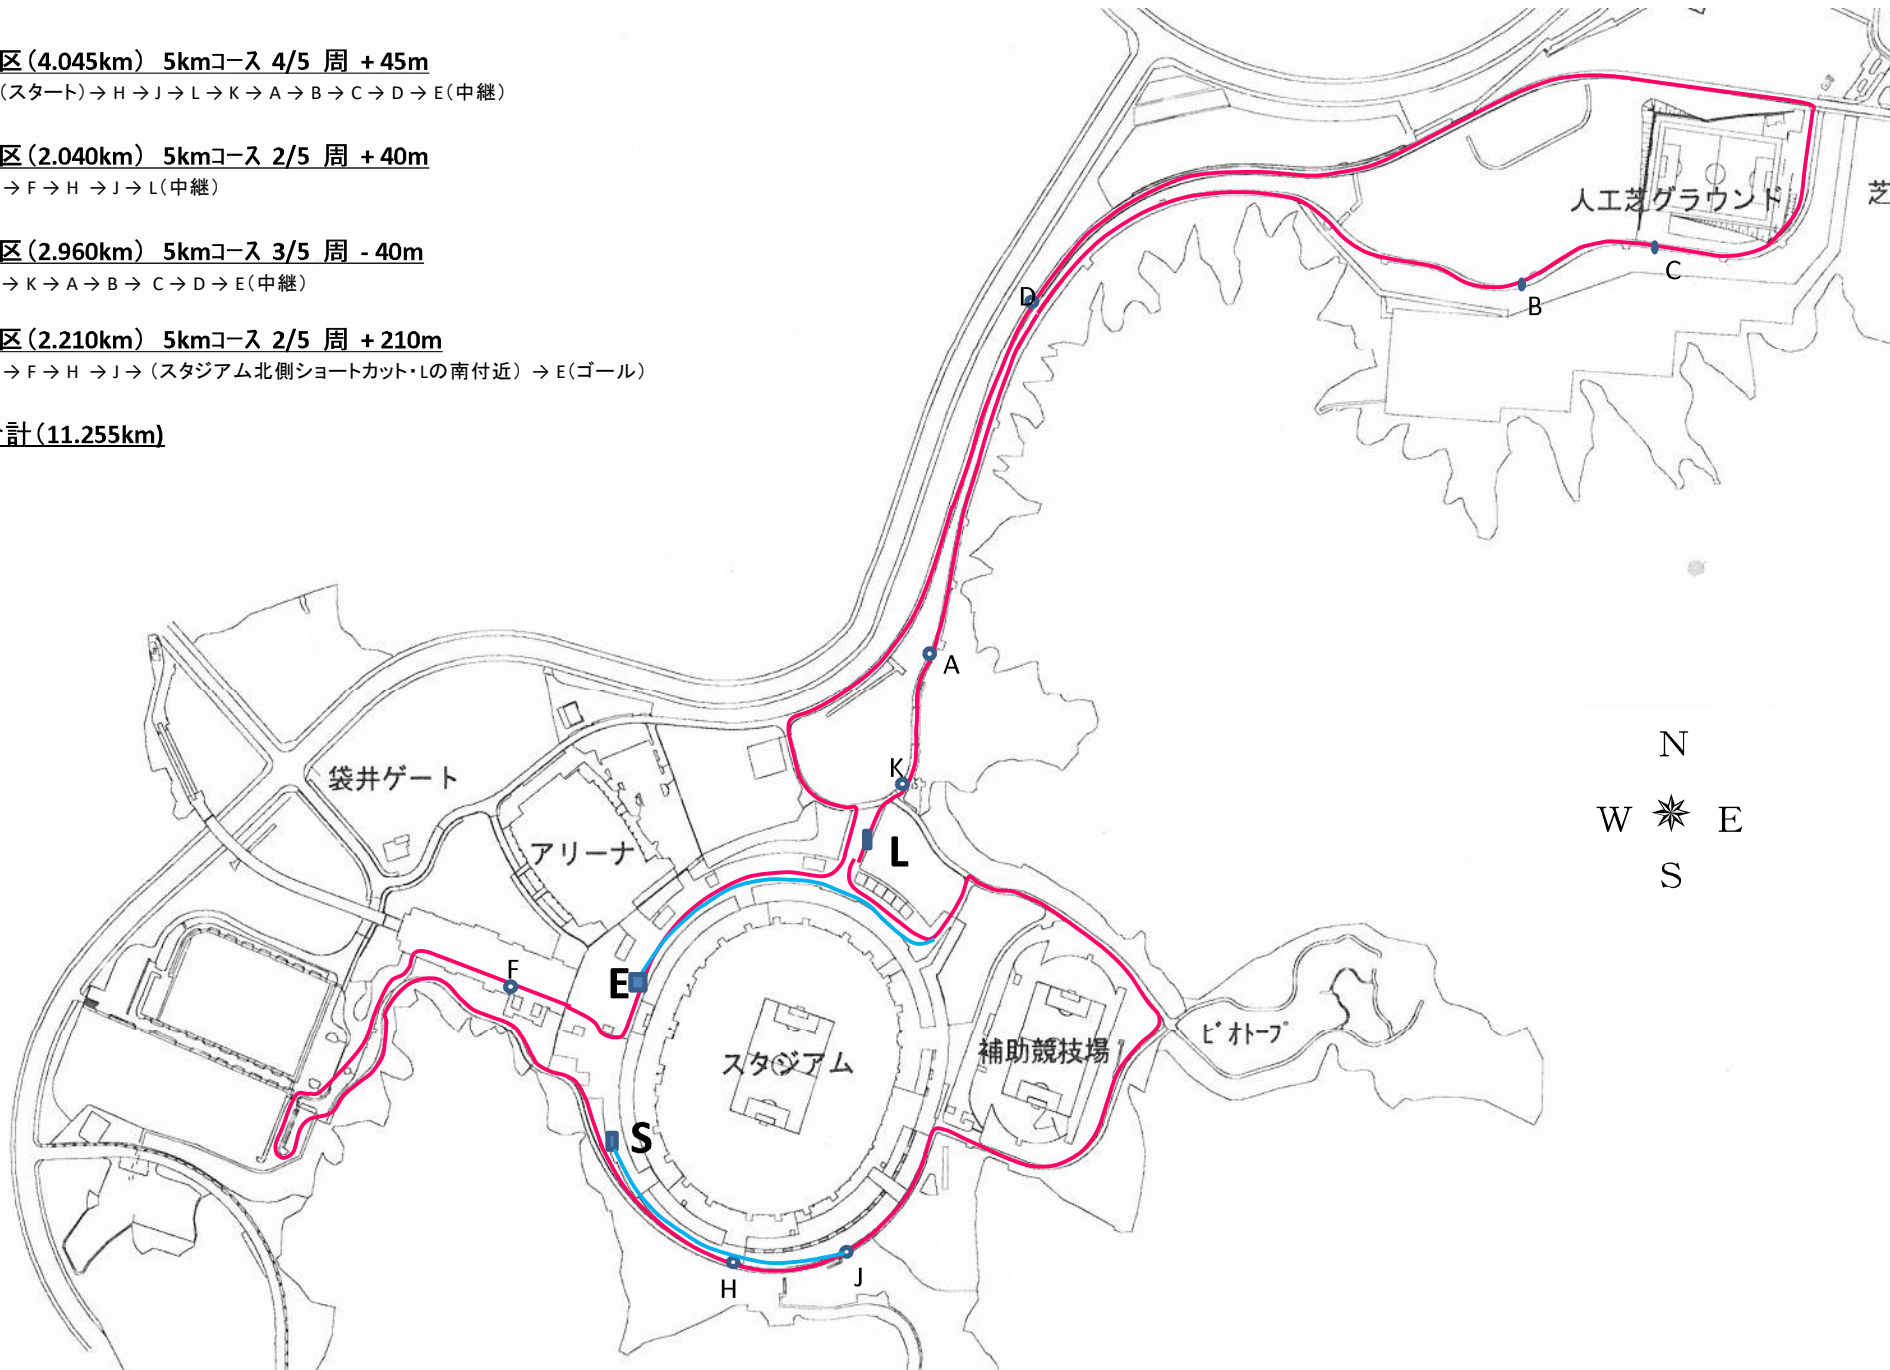 区（4.045km） 5kmコース 4/5 周 + 45m
（スタート）→ H → J → L → K → A → B → C → D → E（中継）
区（2.040km） 5kmコース 2/5 周 + 40m
→ F → H → J → L（中継）
区（2.960km） 5kmコース 3/5 周 - 40m
→ K → A → B → C → D → E（中継）
区（2.210km） 5kmコース 2/5 周 + 210m
→ F → H → J → （スタジアム北側ショートカット・Lの南付近） → E（ゴール）
計（11.255km)
人工芝グラウンド
芝
C
D
B
A
K
N
W E
S
袋井ゲート
アリーナ
L
F
E
スタジアム
補助競技場
ビオトープ
S
H
J